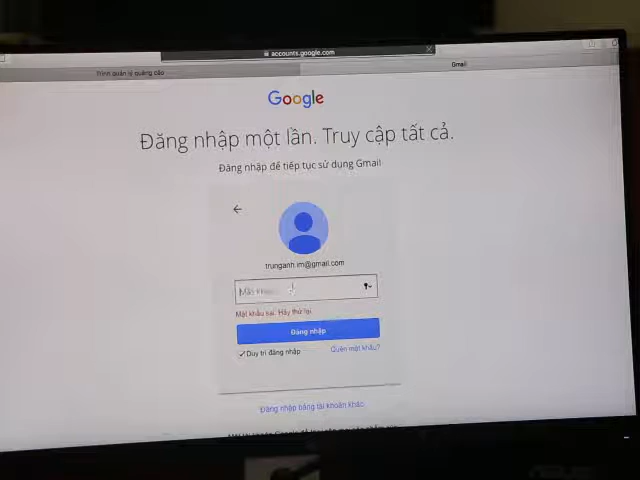 accounts.google.com
Trình quản lý quảng cáo
Gmail
Google
Đăng nhập một lần. Truy cập tất cả.
Đăng nhập để tiếp tục sử dụng Gmail
trunganh.im@gmail.com
Mật khẩu
Mật khẩu sai. Hãy thử lại.
Đăng nhập
Duy trì đăng nhập
Quên mật khẩu?
Đăng nhập bằng tài khoản khác